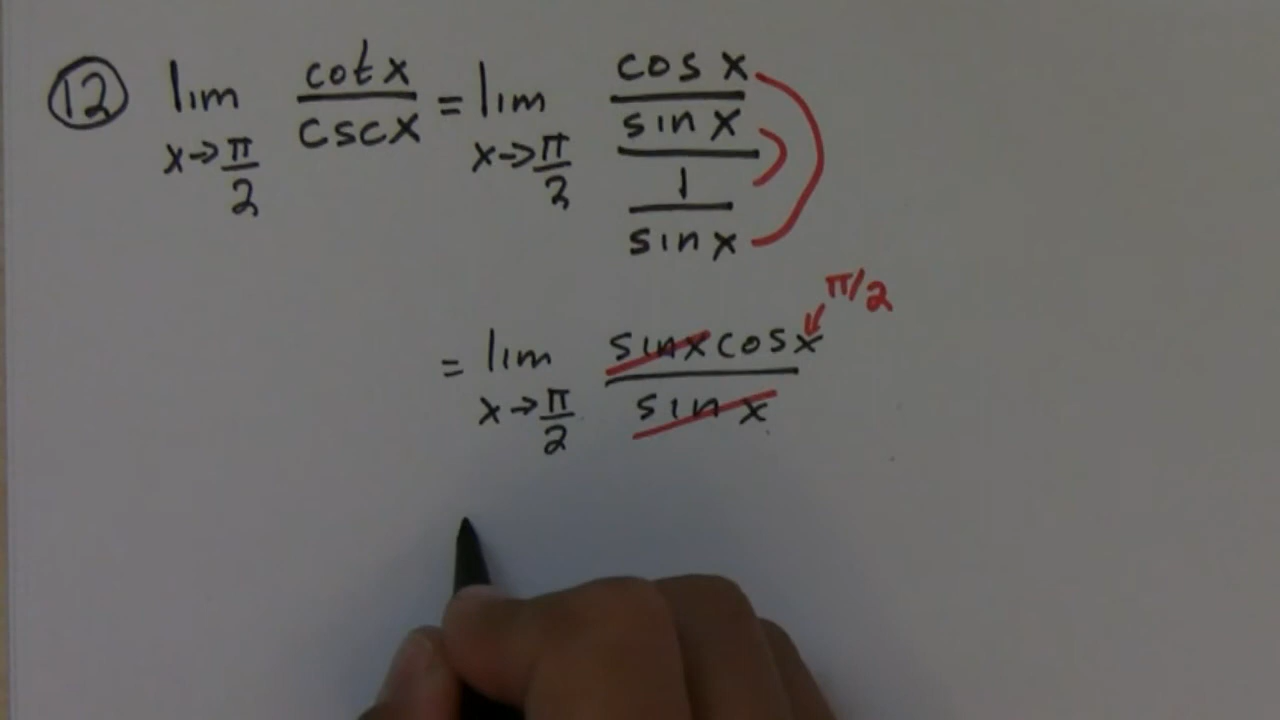 ⑫ lim x→π/2 cot x / csc x = lim x→π/2 (cos x / sin x) / (1 / sin x)
π/2
= lim x→π/2 sin x cos x / sin x